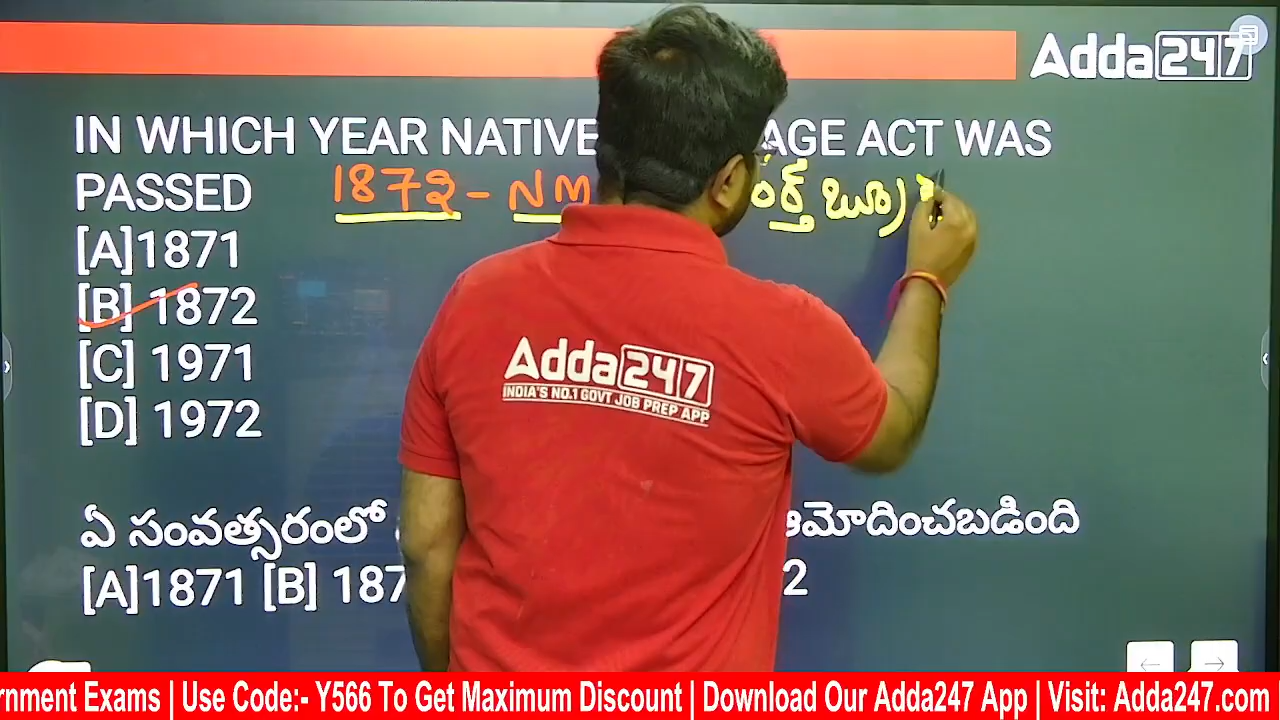 Adda247
IN WHICH YEAR NATIVE AGE ACT WAS
PASSED 1872 - NM
[A]1871
[B] 1872
[C] 1971
[D] 1972
Adda247
INDIA'S NO.1 GOVT JOB PREP APP
ఏ సంవత్సరంలో ఆమోదించబడింది
[A]1871 [B] 187 2
rnment Exams | Use Code:- Y566 To Get Maximum Discount | Download Our Adda247 App | Visit: Adda247.com